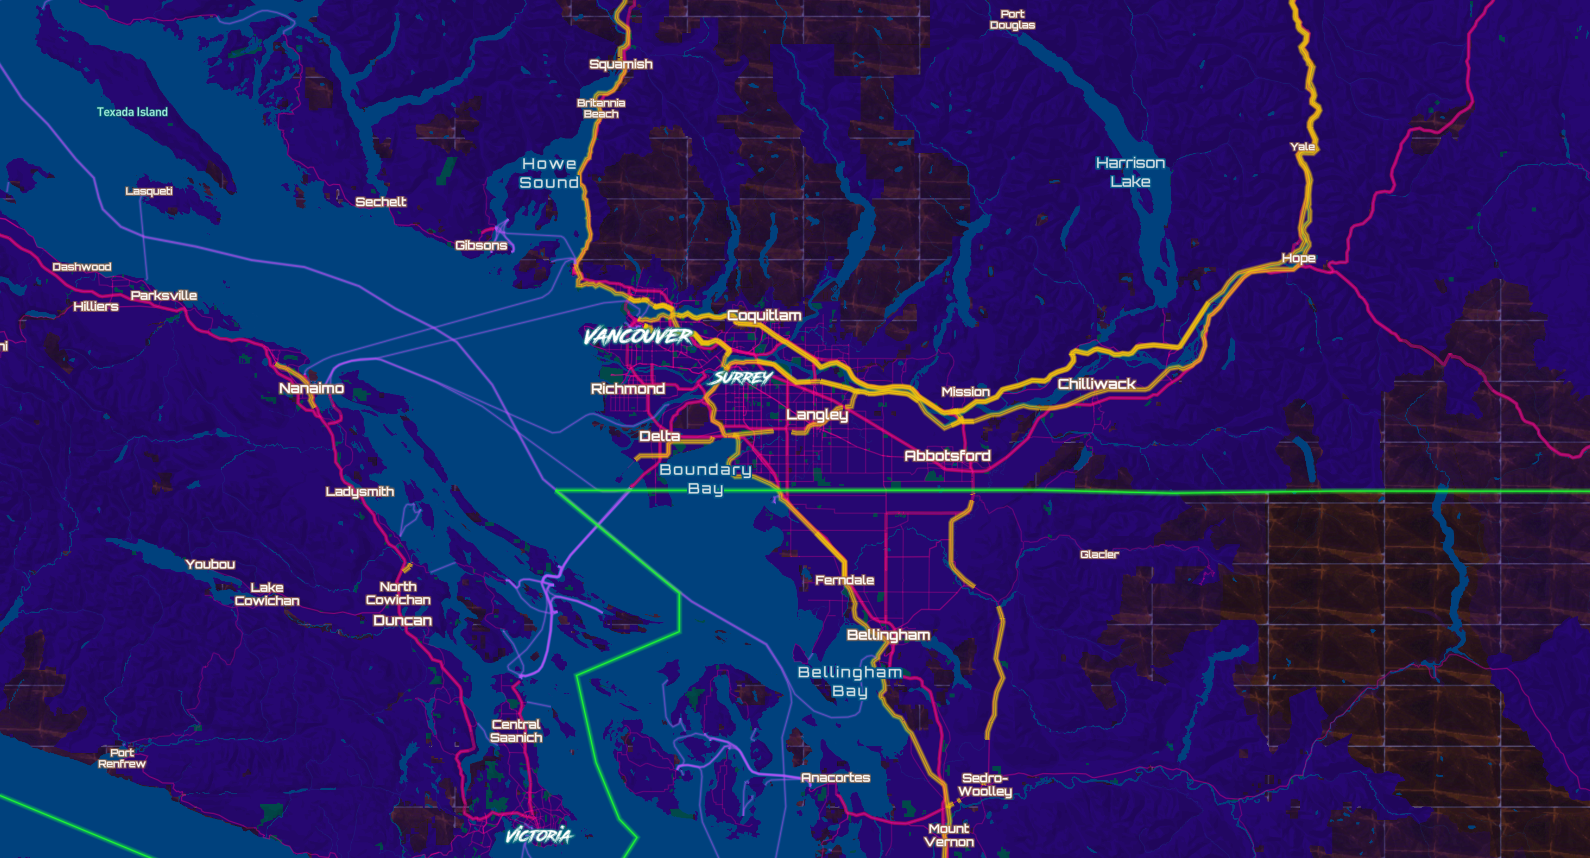 Port
Douglas
Squamish
Britannia
Beach
Texada Island
Yale
Howe
Sound
Harrison
Lake
Lasqueti
Sechelt
Gibsons
Hope
Dashwood
Parksville
Hilliers
Coquitlam
VANCOUVER
SURREY
Nanaimo
Richmond
Mission
Chilliwack
Langley
Delta
Abbotsford
Boundary
Bay
Ladysmith
Glacier
Youbou
Lake
Cowichan
North
Cowichan
Duncan
Ferndale
Bellingham
Bellingham
Bay
Central
Saanich
Port
Renfrew
Anacortes
Sedro-
Woolley
VICTORIA
Mount
Vernon